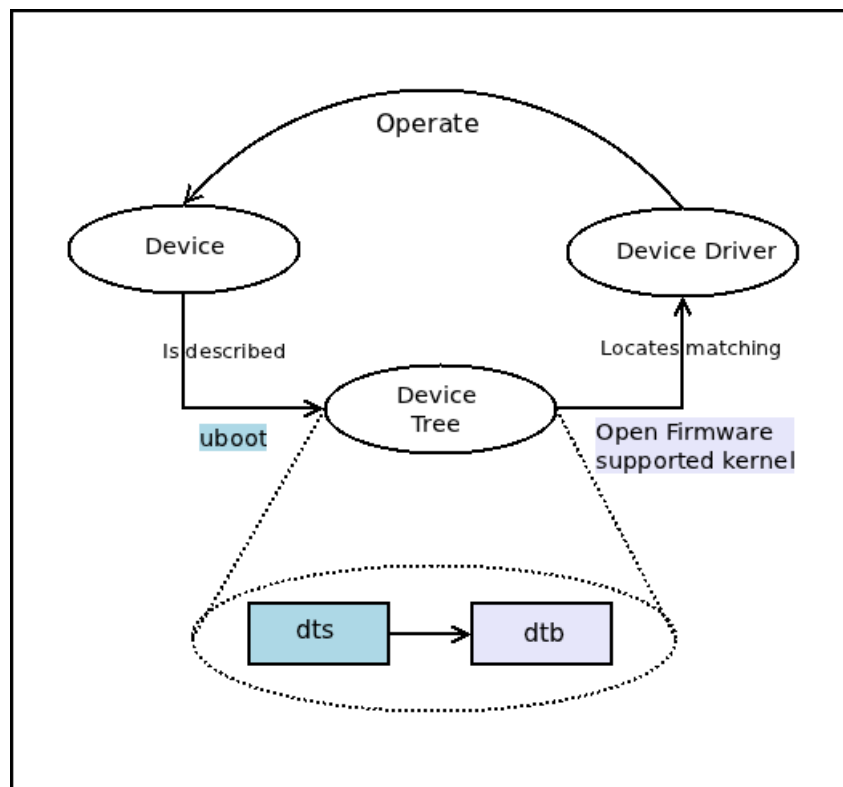 Operate
Device
Device Driver
Is described
Locates matching
Device
Tree
uboot
Open Firmware
supported kernel
dts
dtb